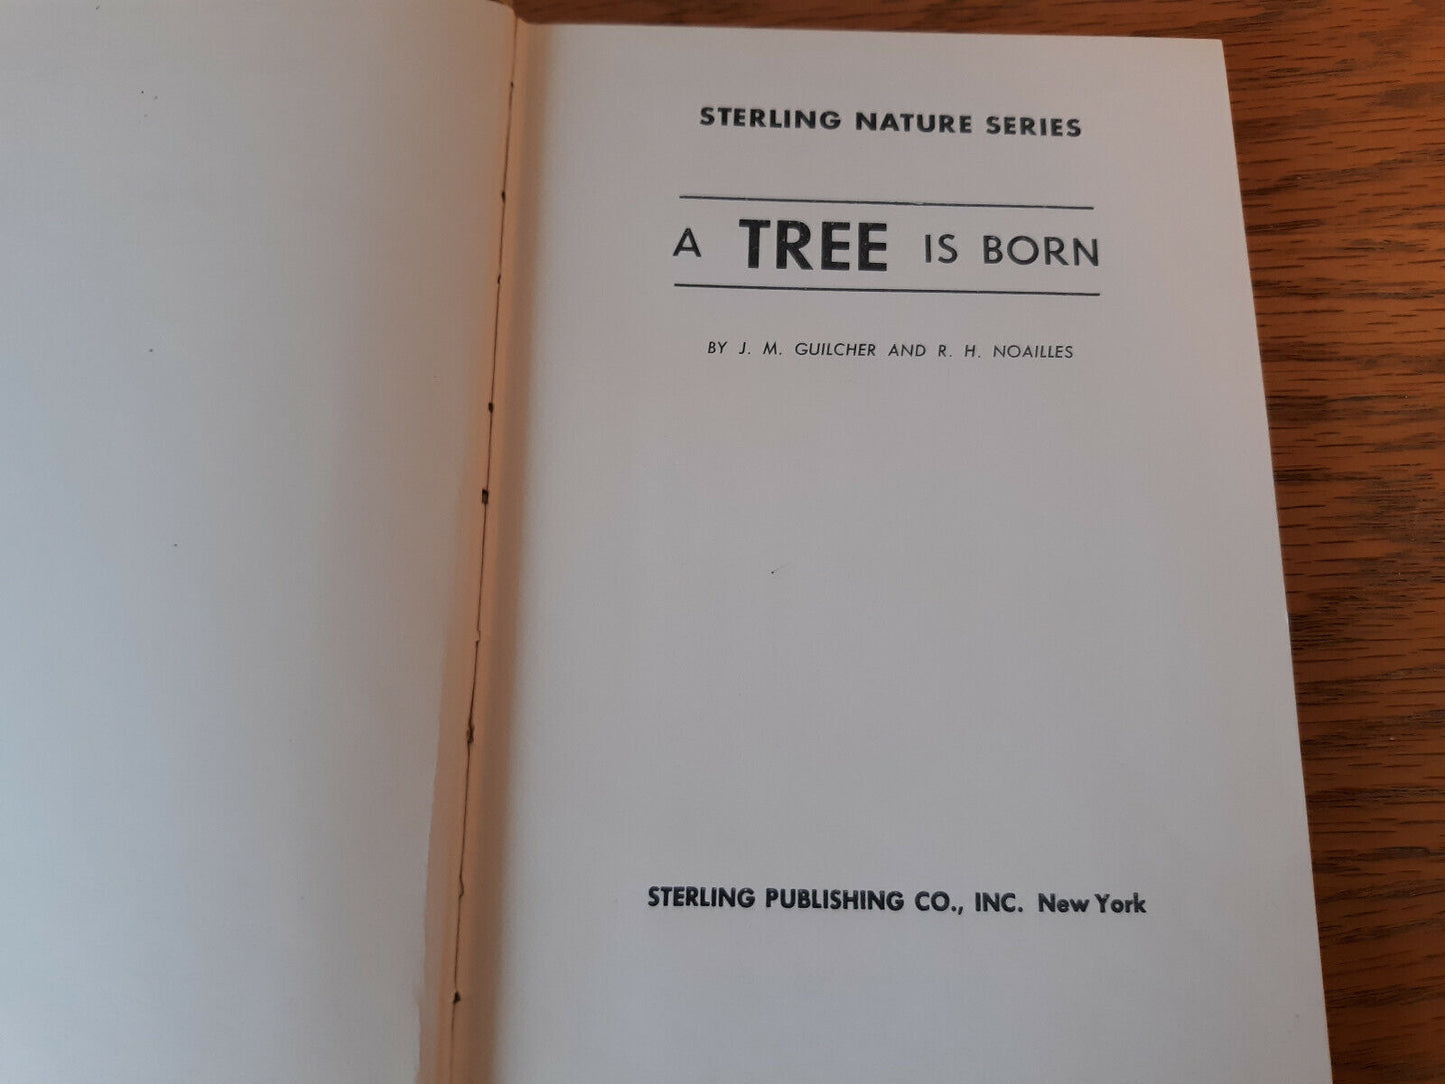 STERLING NATURE SERIES
A TREE IS BORN
BY J. M. GUILCHER AND R. H. NOAILLES
STERLING PUBLISHING CO., INC. New York